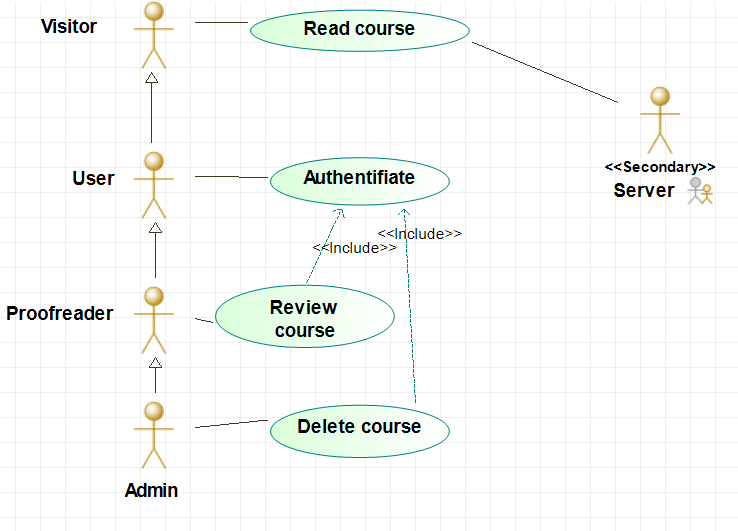 Visitor
Read course
<<Secondary>>
Server
User
Authentifiate
<<Include>>
<<Include>>
Proofreader
Review
course
Delete course
Admin